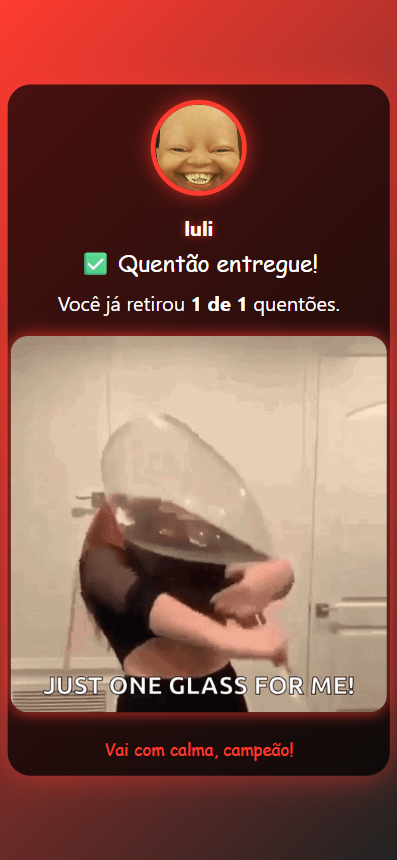 luli
✅ Quentão entregue!
Você já retirou 1 de 1 quentões.
JUST ONE GLASS FOR ME!
Vai com calma, campeão!